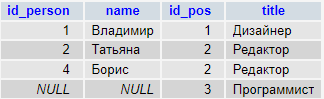 id_person name id_pos title
1 Владимир 1 Дизайнер
2 Татьяна 2 Редактор
4 Борис 2 Редактор
NULL NULL 3 Программист